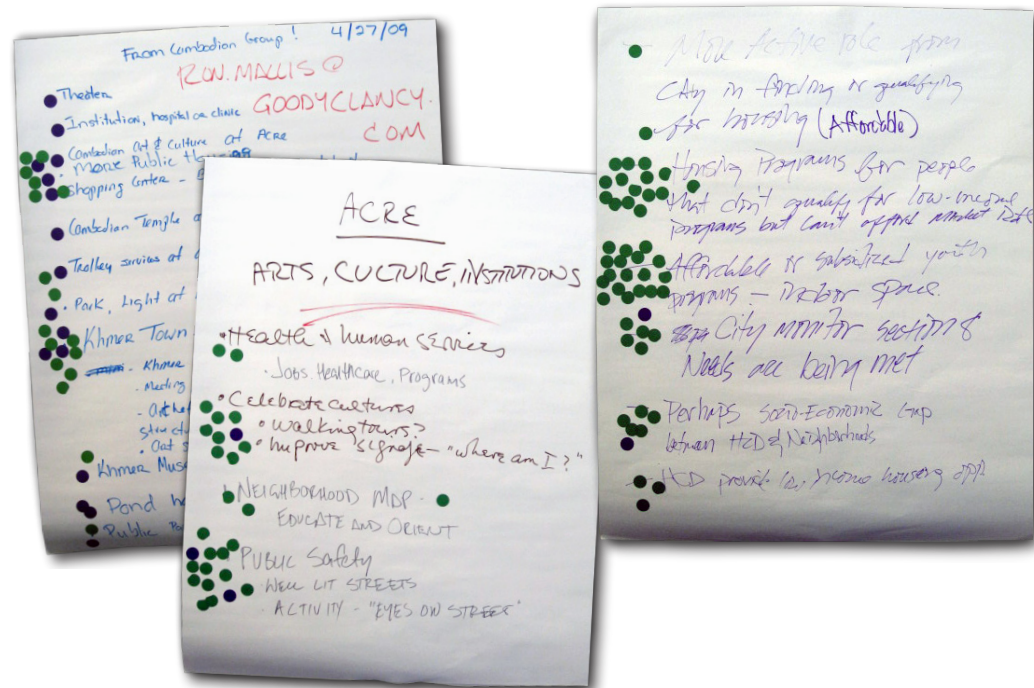 From Cambodian Group! 4/27/09
RON.MALLIS@
GOODYCLANCY.
COM
Theater
Institution, hospital or clinic
Cambodian art & culture at Acre
more Public
Shopping Center -
Cambodian Temple
Trolley services at
Park, Light at
Khmer Town
- Khmer
- Meeting
Khmer Muse
Pond
Public
ACRE
ARTS, CULTURE, INSTITUTIONS
• Health & human services
• Jobs, Healthcare, Programs
• Celebrate cultures
• walking tours?
• Improve signage - "where am I?"
• NEIGHBORHOOD MAP.
EDUCATE AND ORIENT
• PUBLIC Safety
• WELL LIT STREETS
• ACTIVITY - "EYES ON STREET"
- More Active role from
City in funding or qualifying
for housing (Affordable)
- Housing Programs for people
that don't qualify for low-income
programs but can't afford market Rate
- Affordable or subsidized youth
programs - indoor space.
City monitor section 8
Needs are being met
- Perhaps Socio-Economic Gap
between HCD & Neighborhoods
- HCD provide income housing opp.